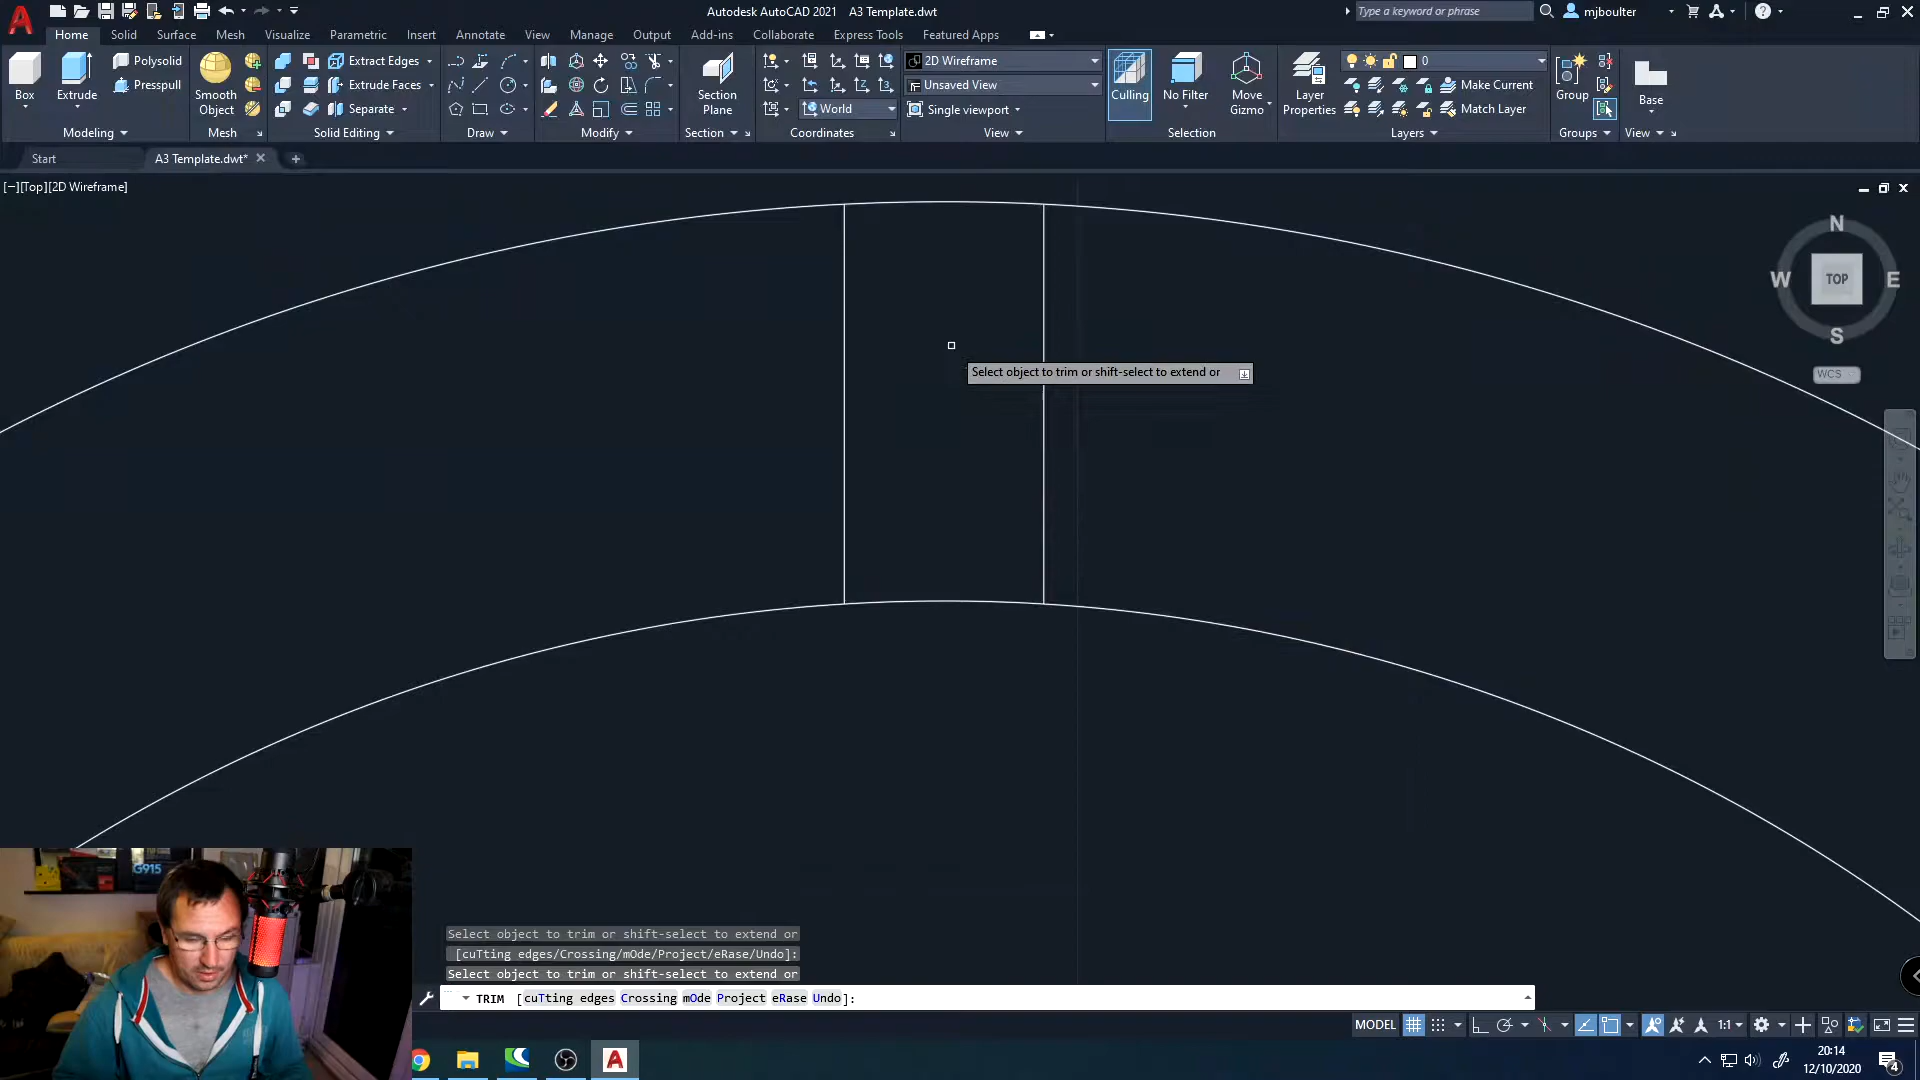 Autodesk AutoCAD 2021 A3 Template.dwt
Type a keyword or phrase
mjboulter
Home Solid Surface Mesh Visualize Parametric Insert Annotate View Manage Output Add-ins Collaborate Express Tools Featured Apps
Box
Extrude
Polysolid
Presspull
Modeling
Smooth
Object
Mesh
Extract Edges
Extrude Faces
Separate
Solid Editing
Draw
Modify
Section
Plane
Section
World
Coordinates
2D Wireframe
Unsaved View
Single viewport
View
Culling
No Filter
Move
Gizmo
Selection
Layer
Properties
0
Make Current
Match Layer
Layers
Group
Groups
Base
View
Start
A3 Template.dwt*
[−][Top][2D Wireframe]
N
W TOP E
S
WCS
Select object to trim or shift-select to extend or
G915
Select object to trim or shift-select to extend or
[cuTting edges/Crossing/mOde/Project/eRase/Undo]:
Select object to trim or shift-select to extend or
TRIM [cuTting edges Crossing mOde Project eRase Undo]:
MODEL 1:1
20:14
12/10/2020
4